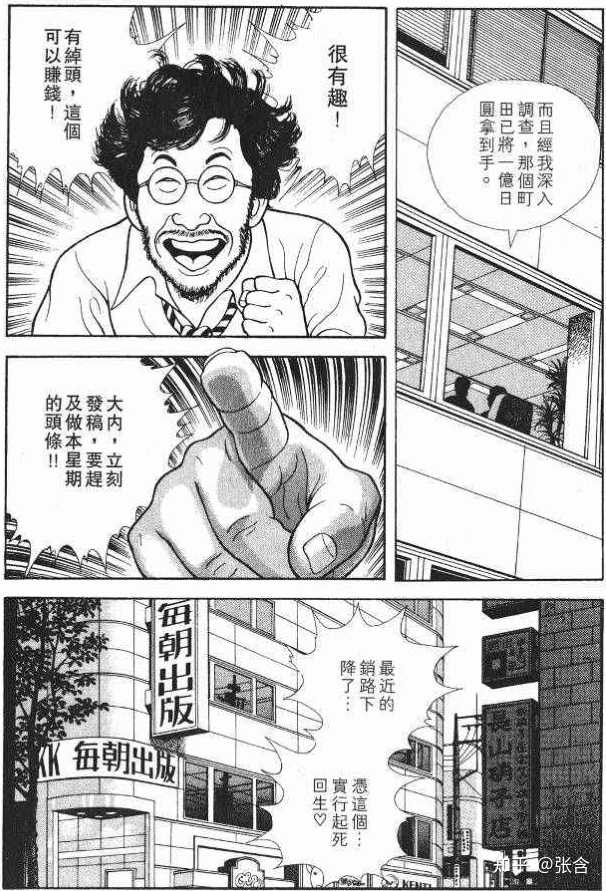 而且經我深入
調查，那個町
田已將一億日
圓拿到手。
很有趣！
有綽頭，這個
可以賺錢！
大內，立刻
發稿，要趕
及做本星期
的頭條!!
每朝出版
KK 每朝出版
最近的
銷路下
降了…
憑這個…
實行起死
回生♡
長山硝子店
KENT
知乎 @张含